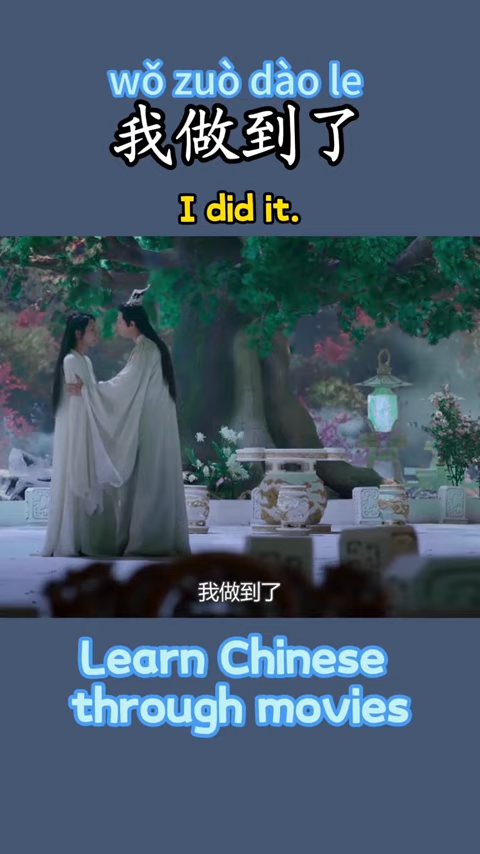 wǒ zuò dào le
我做到了
I did it.
我做到了
Learn Chinese
through movies